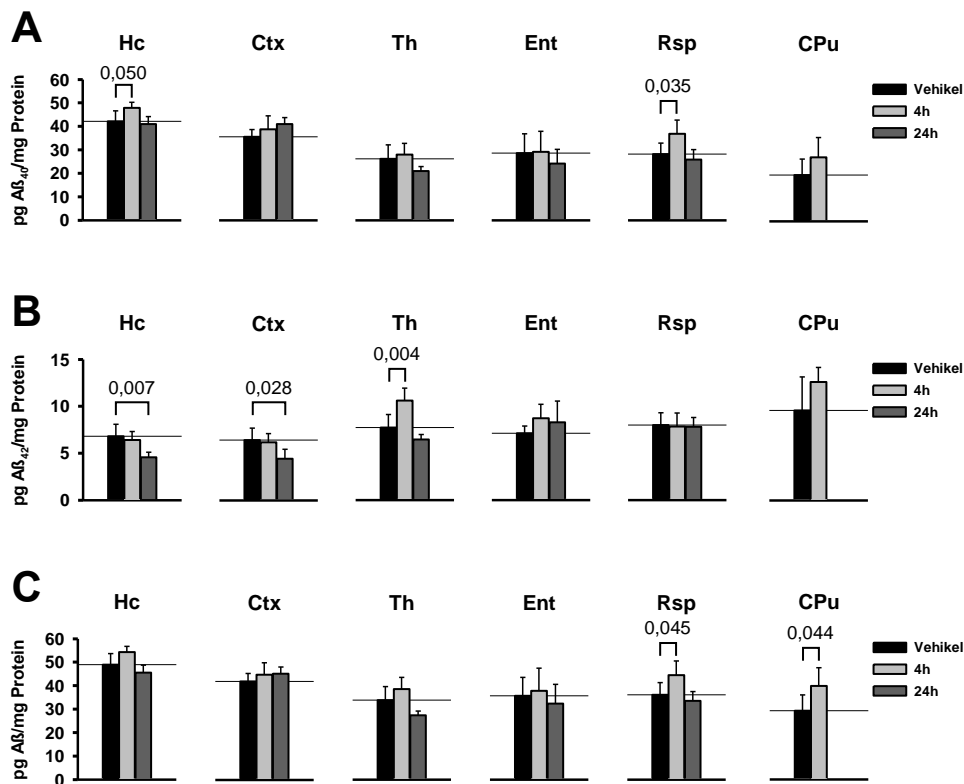 A
Hc Ctx Th Ent Rsp CPu
0,050 0,035
60
50
40
30
20
10
0
pg Aß40/mg Protein
Vehikel
4h
24h
B
Hc Ctx Th Ent Rsp CPu
0,007 0,028 0,004
15
10
5
0
pg Aß42/mg Protein
Vehikel
4h
24h
C
Hc Ctx Th Ent Rsp CPu
0,045 0,044
60
50
40
30
20
10
0
pg Aß/mg Protein
Vehikel
4h
24h